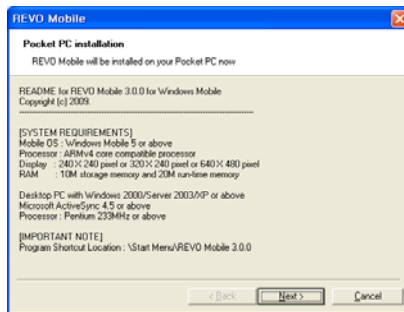 REVO Mobile
Pocket PC installation
REVO Mobile will be installed on your Pocket PC now
README for REVO Mobile 3.0.0 for Windows Mobile
Copyright (c) 2009.
------------------------------------------------------------
[SYSTEM REQUIREMENTS]
Mobile OS : Windows Mobile 5 or above
Processor : ARMv4 core compatible processor
Display : 240 X 240 pixel or 320 X 240 pixel or 640 X 480 pixel
RAM : 10M storage memory and 20M run-time memory
Desktop PC with Windows 2000/Server 2003/XP or above
Microsoft ActiveSync 4.5 or above
Processor : Pentium 233MHz or above
[IMPORTANT NOTE]
Program Shortcut Location : \Start Menu\REVO Mobile 3.0.0
< Back
Next >
Cancel